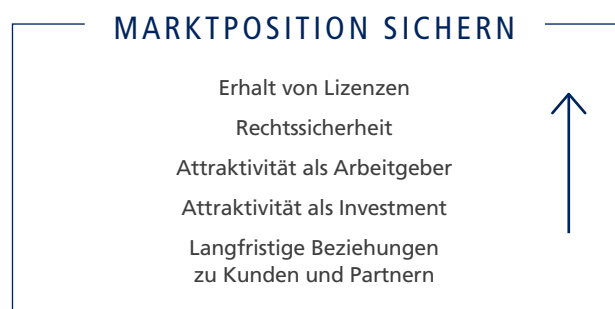 MARKTPOSITION SICHERN
Erhalt von Lizenzen
Rechtssicherheit
Attraktivität als Arbeitgeber
Attraktivität als Investment
Langfristige Beziehungen
zu Kunden und Partnern